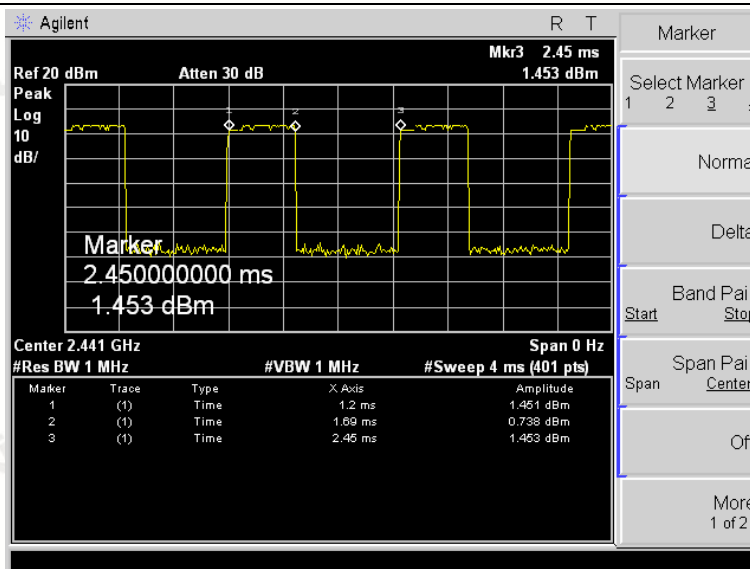 Agilent R T
Mkr3 2.45 ms
Ref 20 dBm Atten 30 dB 1.453 dBm
Peak
Log
10
dB/
1 2 3
Marker
2.450000000 ms
1.453 dBm
Center 2.441 GHz Span 0 Hz
#Res BW 1 MHz #VBW 1 MHz #Sweep 4 ms (401 pts)
Marker Trace Type X Axis Amplitude
1 (1) Time 1.2 ms 1.451 dBm
2 (1) Time 1.69 ms 0.738 dBm
3 (1) Time 2.45 ms 1.453 dBm
Marker
Select Marker
1 2 3
Norma
Delta
Band Pai
Start Stop
Span Pai
Span Center
Of
More
1 of 2